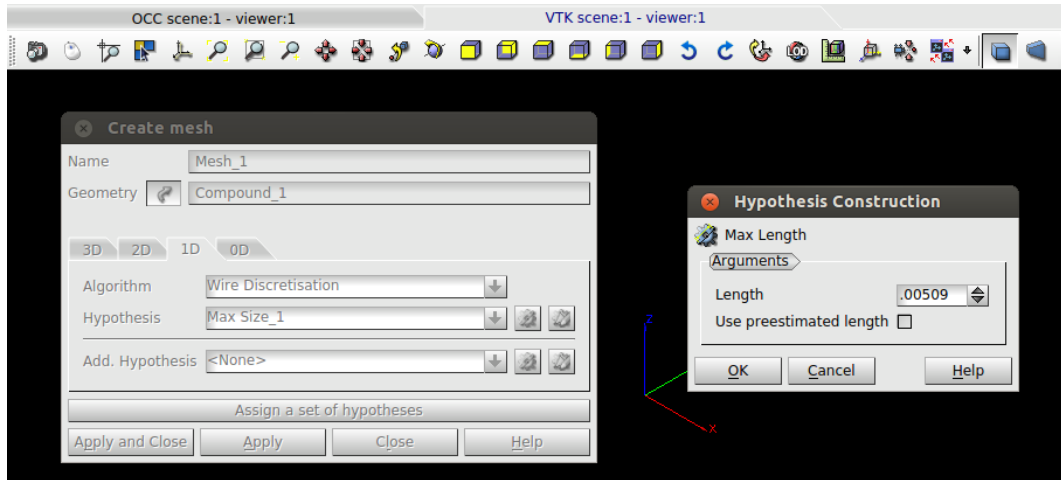 OCC scene:1 - viewer:1
VTK scene:1 - viewer:1
Create mesh
Name Mesh_1
Geometry Compound_1
3D 2D 1D 0D
Algorithm Wire Discretisation
Hypothesis Max Size_1
Add. Hypothesis <None>
Assign a set of hypotheses
Apply and Close Apply Close Help
Hypothesis Construction
Max Length
Arguments
Length .00509
Use preestimated length
OK Cancel Help
Z
X